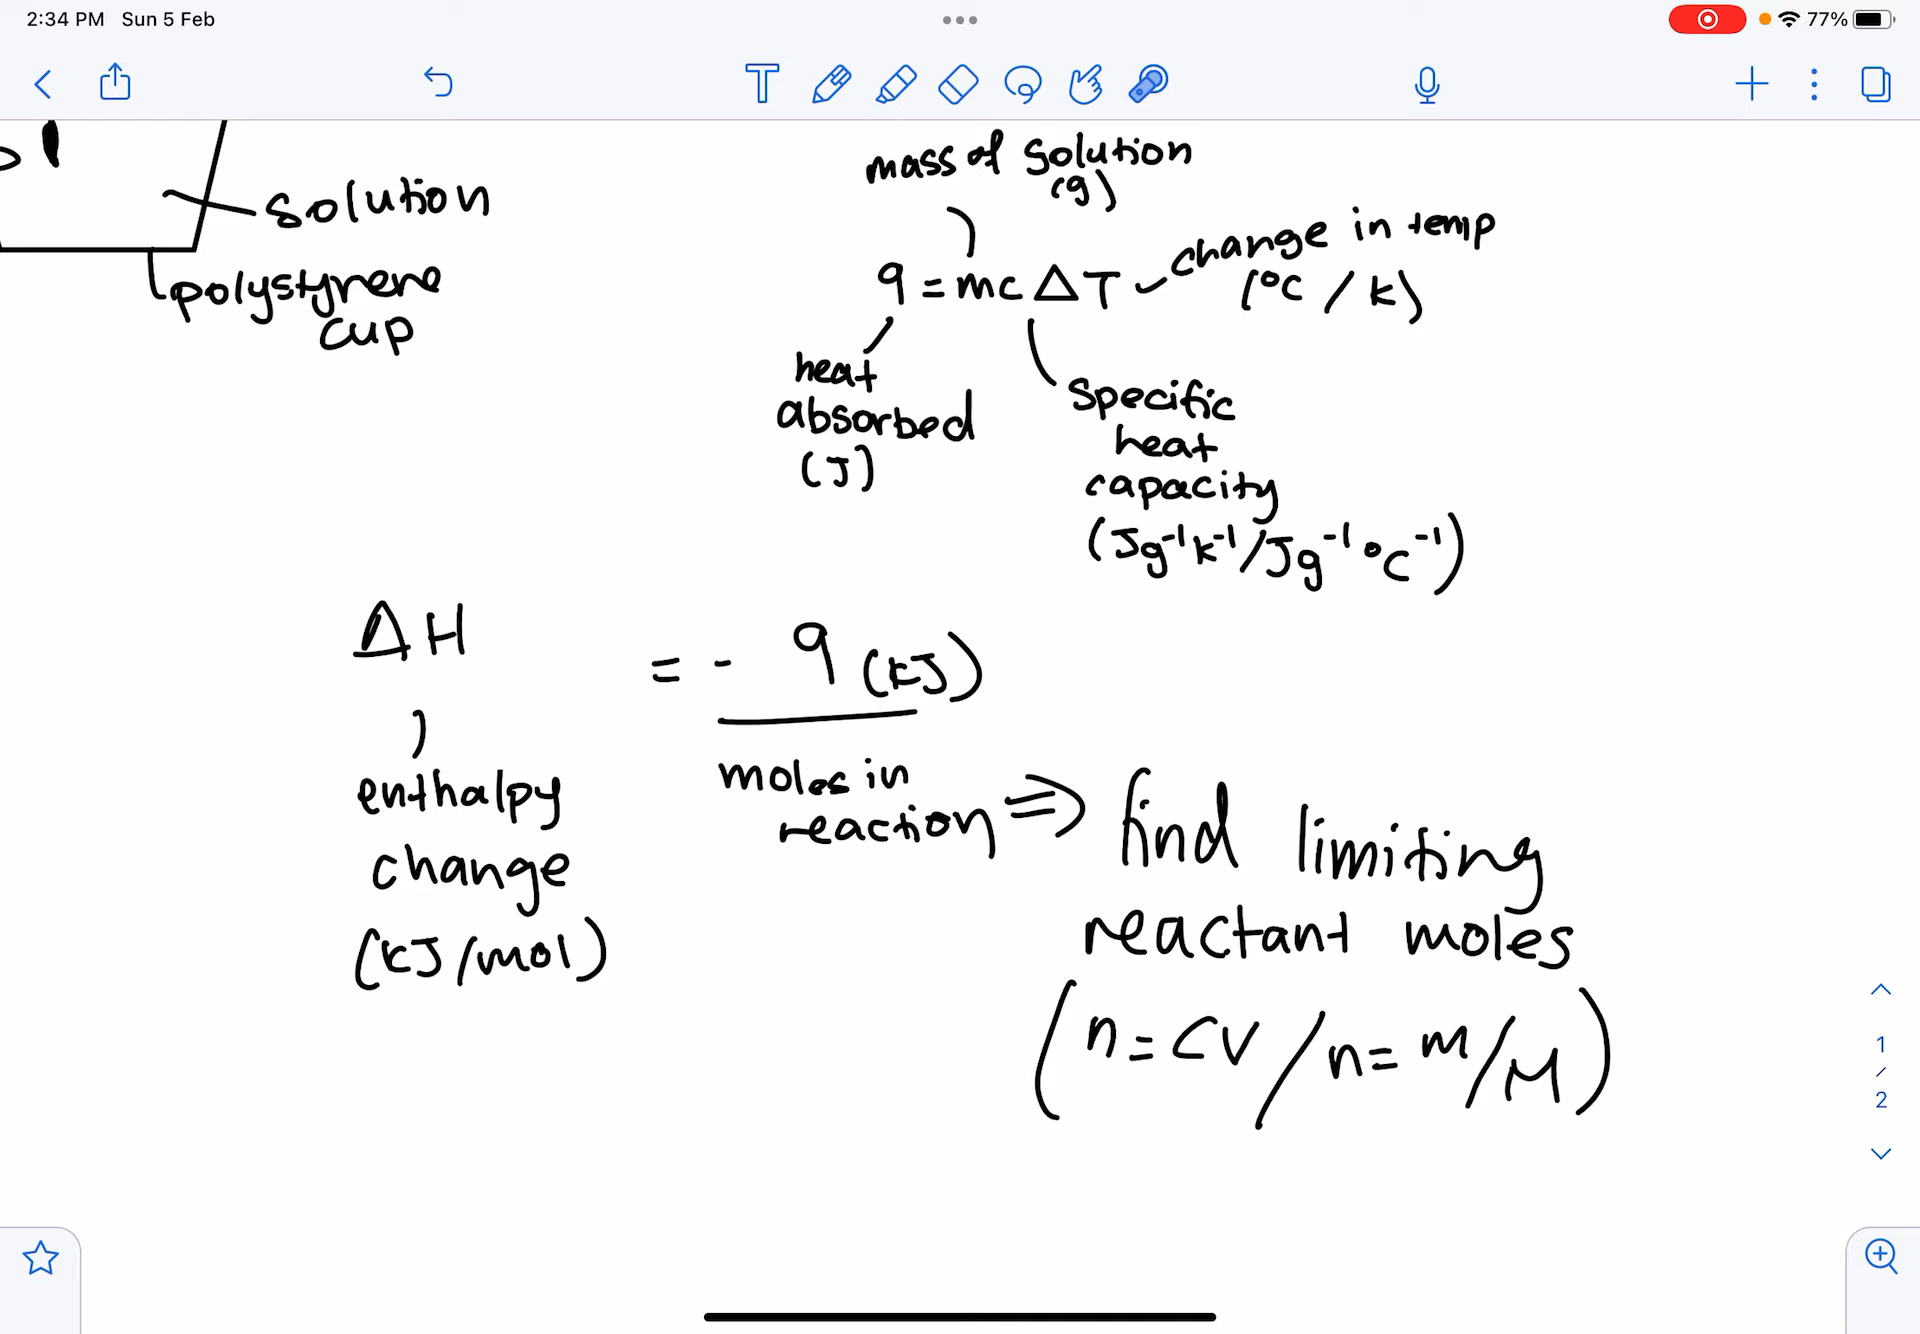 2:34 PM Sun 5 Feb
77%
T
solution
polystyrene
cup
mass of solution
(g)
q = mc ΔT
change in temp
(°C / K)
heat
absorbed
(J)
specific
heat
capacity
(Jg⁻¹K⁻¹/Jg⁻¹°C⁻¹)
ΔH = - q (kJ)
moles in
reaction ⇒
enthalpy
change
(kJ/mol)
find limiting
reactant moles
(n = CV / n = m/M)
1
/
2